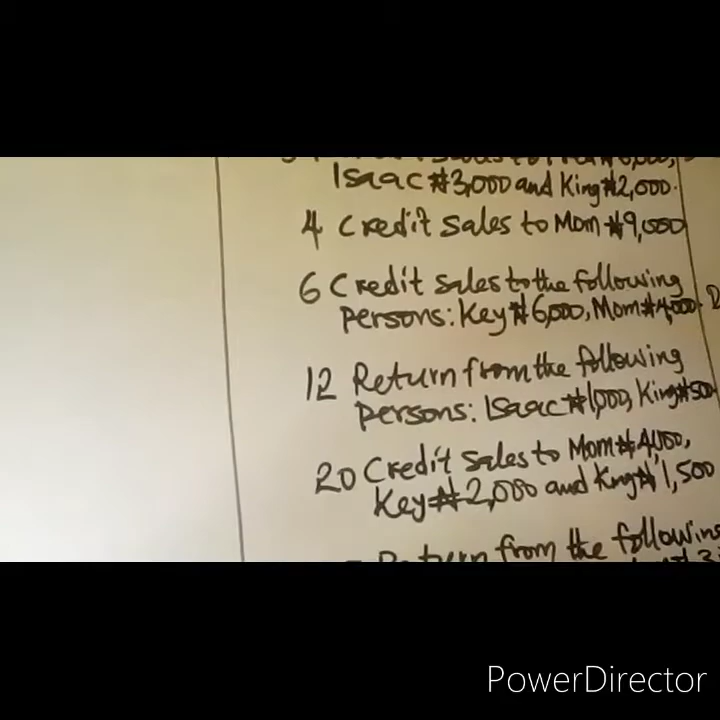 Isaac ₦3,000 and King ₦2,000.
4 Credit sales to Mom ₦9,000
6 Credit sales to the following
persons: Key ₦6,000, Mom ₦4,000.
12 Return from the following
persons: Isaac ₦1,000, King ₦500
20 Credit sales to Mom ₦4,000,
Key ₦2,000 and King ₦1,500
Return from the following
PowerDirector